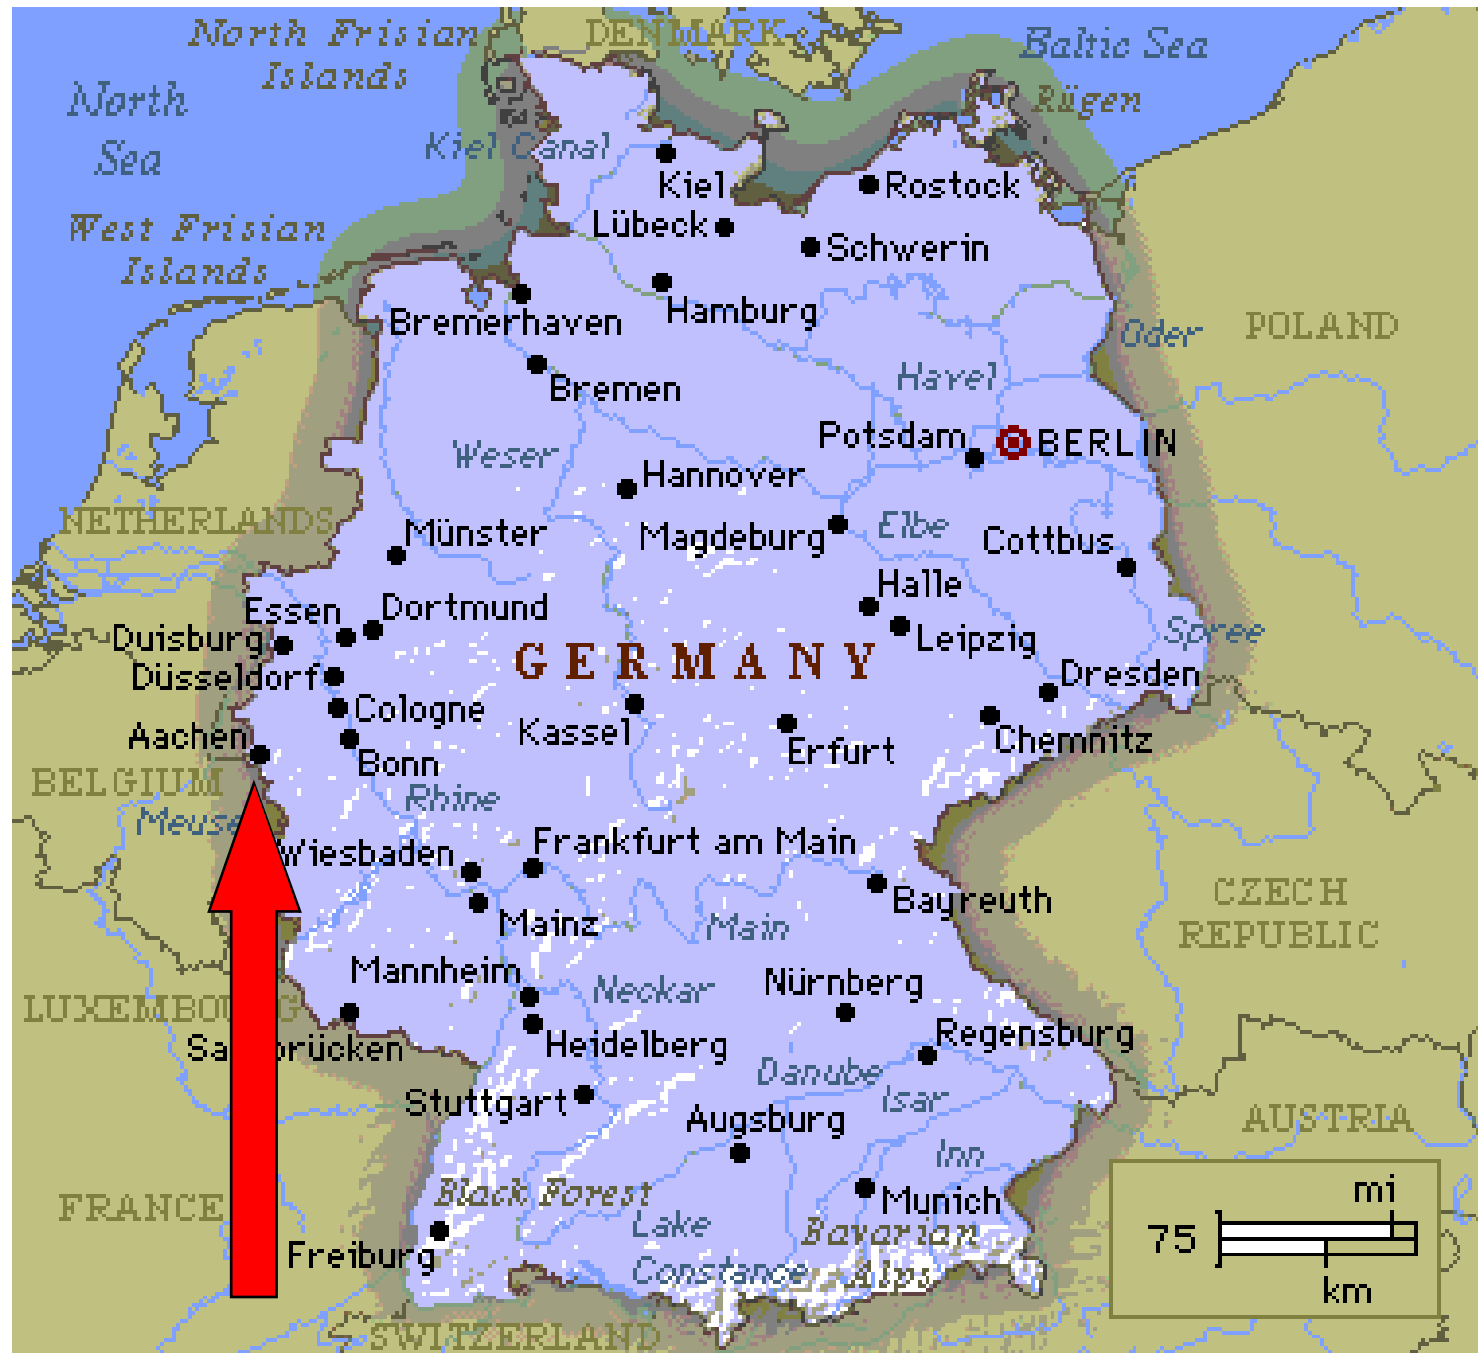 North Frisian
Islands
DENMARK
Baltic Sea
Rügen
North
Sea
Kiel Canal
Kiel
Rostock
Lübeck
Schwerin
West Frisian
Islands
Hamburg
Bremerhaven
Oder
POLAND
Bremen
Havel
Potsdam
BERLIN
Weser
Hannover
NETHERLANDS
Münster
Magdeburg
Elbe
Cottbus
Halle
Essen
Dortmund
Duisburg
Leipzig
Spree
GERMANY
Düsseldorf
Dresden
Cologne
Kassel
Aachen
Erfurt
Chemnitz
Bonn
BELGIUM
Rhine
Meuse
Wiesbaden
Frankfurt am Main
Bayreuth
CZECH
REPUBLIC
Mainz
Main
Mannheim
Neckar
Nürnberg
LUXEMBOURG
Saarbrücken
Heidelberg
Regensburg
Danube
Stuttgart
Isar
Augsburg
AUSTRIA
Inn
Black Forest
Munich
FRANCE
Lake
Constance
Bavarian
Alps
Freiburg
mi
75
km
SWITZERLAND